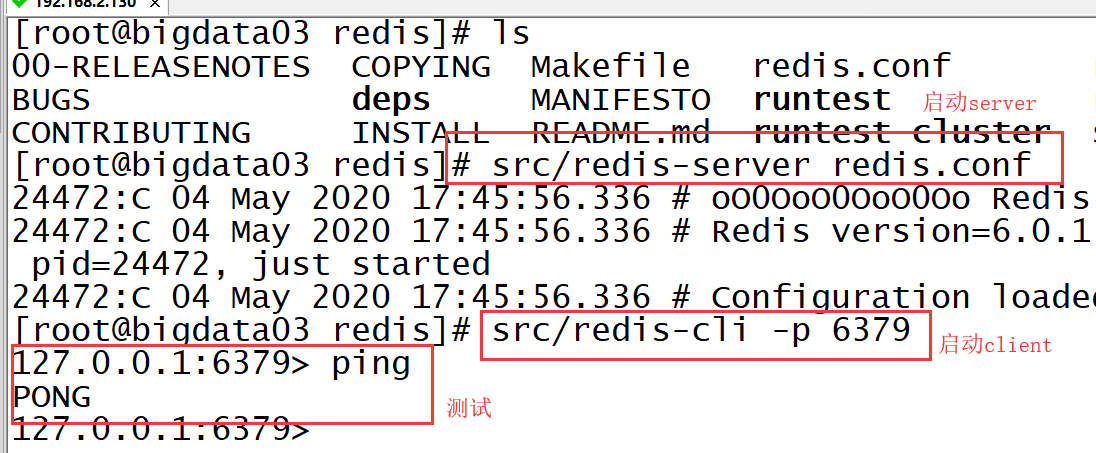 192.168.2.130
[root@bigdata03 redis]# ls
00-RELEASENOTES COPYING Makefile redis.conf
BUGS deps MANIFESTO runtest 启动server
CONTRIBUTING INSTALL README.md runtest-cluster
[root@bigdata03 redis]# src/redis-server redis.conf
24472:C 04 May 2020 17:45:56.336 # oO0OoO0OoO0Oo Redis
24472:C 04 May 2020 17:45:56.336 # Redis version=6.0.1
pid=24472, just started
24472:C 04 May 2020 17:45:56.336 # Configuration loaded
[root@bigdata03 redis]# src/redis-cli -p 6379
启动client
127.0.0.1:6379> ping
PONG
测试
127.0.0.1:6379>